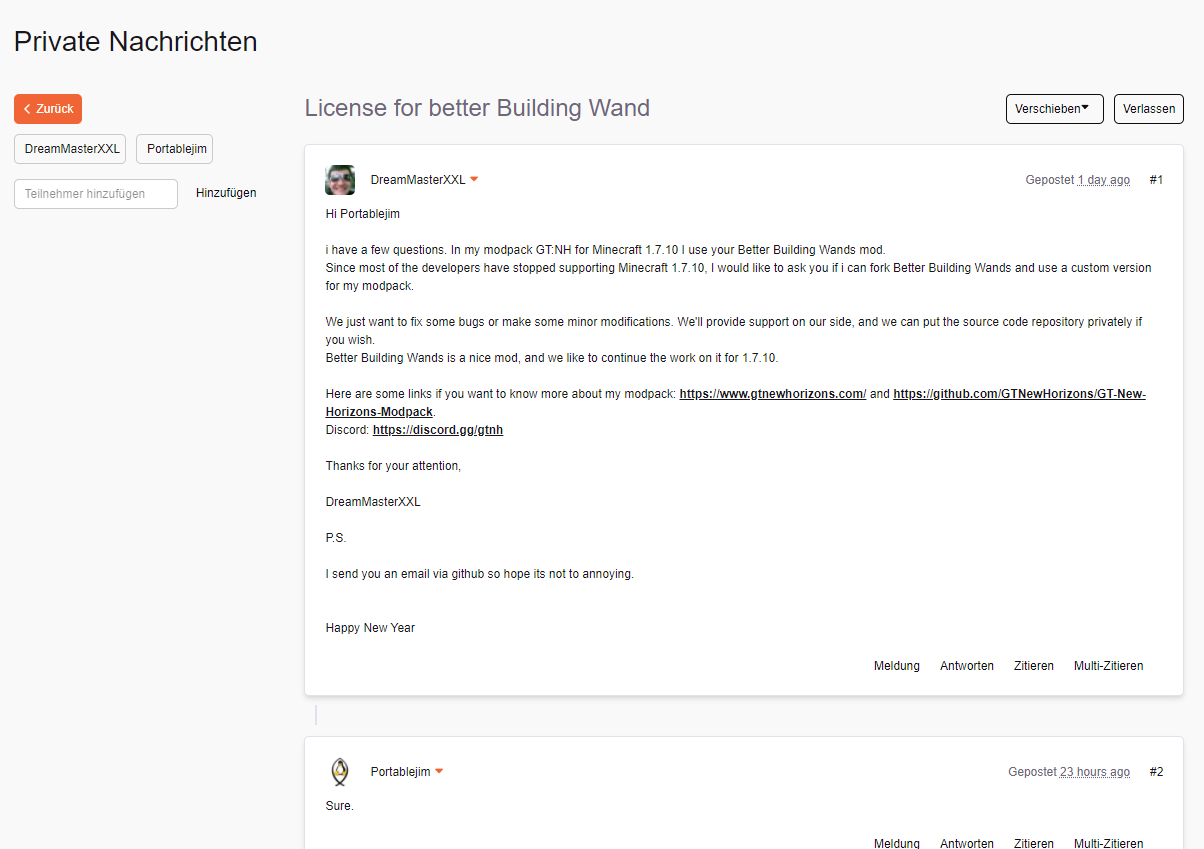 Private Nachrichten
Zurück
DreamMasterXXL
Portablejim
Teilnehmer hinzufügen
Hinzufügen
License for better Building Wand
Verschieben
Verlassen
DreamMasterXXL
Gepostet 1 day ago
#1
Hi Portablejim
i have a few questions. In my modpack GT:NH for Minecraft 1.7.10 I use your Better Building Wands mod.
Since most of the developers have stopped supporting Minecraft 1.7.10, I would like to ask you if i can fork Better Building Wands and use a custom version
for my modpack.
We just want to fix some bugs or make some minor modifications. We'll provide support on our side, and we can put the source code repository privately if
you wish.
Better Building Wands is a nice mod, and we like to continue the work on it for 1.7.10.
Here are some links if you want to know more about my modpack: https://www.gtnewhorizons.com/ and https://github.com/GTNewHorizons/GT-New-
Horizons-Modpack.
Discord: https://discord.gg/gtnh
Thanks for your attention,
DreamMasterXXL
P.S.
I send you an email via github so hope its not to annoying.
Happy New Year
Meldung Antworten Zitieren Multi-Zitieren
Portablejim
Gepostet 23 hours ago
#2
Sure.
Meldung Antworten Zitieren Multi-Zitieren